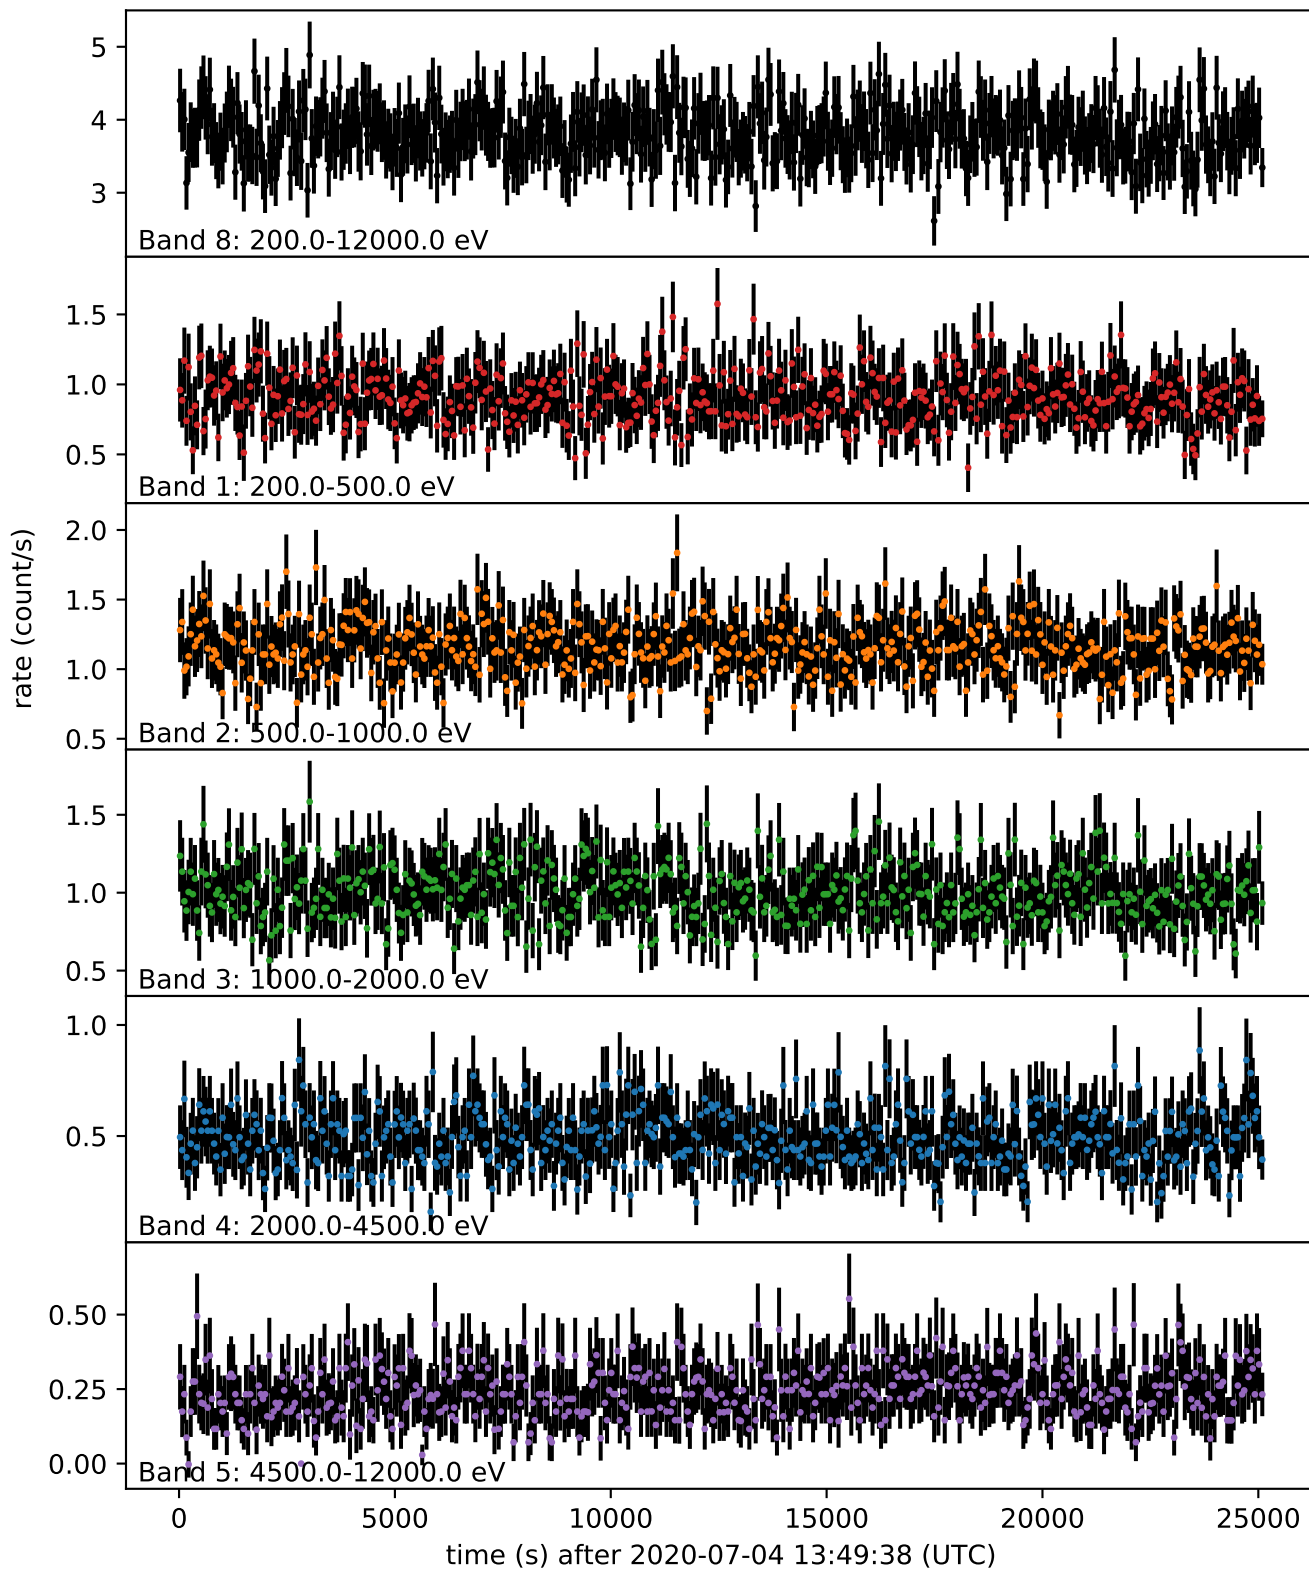 5
4
3
Band 8: 200.0-12000.0 eV
1.5
1.0
0.5
Band 1: 200.0-500.0 eV
2.0
1.5
1.0
0.5
Band 2: 500.0-1000.0 eV
rate (count/s)
1.5
1.0
0.5
Band 3: 1000.0-2000.0 eV
1.0
0.5
Band 4: 2000.0-4500.0 eV
0.50
0.25
0.00
Band 5: 4500.0-12000.0 eV
0 5000 10000 15000 20000 25000
time (s) after 2020-07-04 13:49:38 (UTC)